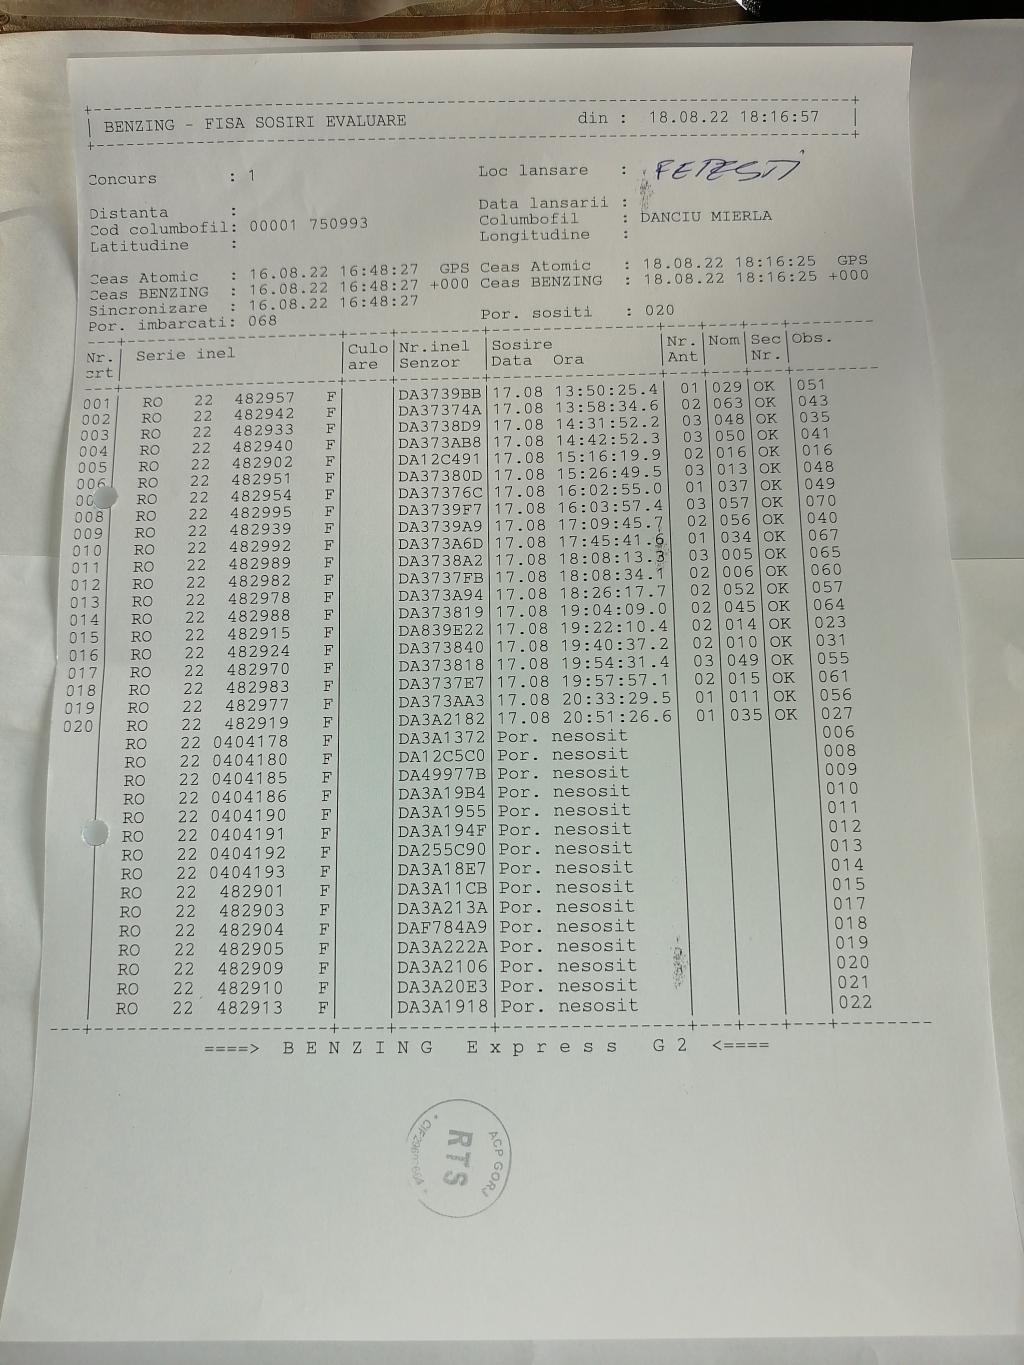 BENZING - FISA SOSIRI EVALUARE din : 18.08.22 18:16:57
Concurs : 1 Loc lansare : FETESTI
Distanta : Data lansarii :
Cod columbofil: 00001 750993 Columbofil : DANCIU MIERLA
Latitudine : Longitudine :
Ceas Atomic : 16.08.22 16:48:27 GPS Ceas Atomic : 18.08.22 18:16:25 GPS
Ceas BENZING : 16.08.22 16:48:27 +000 Ceas BENZING : 18.08.22 18:16:25 +000
Sincronizare : 16.08.22 16:48:27
Por. imbarcati: 068 Por. sositi : 020
Nr. Serie inel Culo Nr.inel Sosire Nr. Nom Sec Obs.
crt are Senzor Data Ora Ant Nr.
001 RO 22 482957 F DA3739BB 17.08 13:50:25.4 01 029 OK 051
002 RO 22 482942 F DA37374A 17.08 13:58:34.6 02 063 OK 043
003 RO 22 482933 F DA3738D9 17.08 14:31:52.2 03 048 OK 035
004 RO 22 482940 F DA373AB8 17.08 14:42:52.3 03 050 OK 041
005 RO 22 482902 F DA12C491 17.08 15:16:19.9 02 016 OK 016
006 RO 22 482951 F DA37380D 17.08 15:26:49.5 03 013 OK 048
00 RO 22 482954 F DA37376C 17.08 16:02:55.0 01 037 OK 049
008 RO 22 482995 F DA3739F7 17.08 16:03:57.4 03 057 OK 070
009 RO 22 482939 F DA3739A9 17.08 17:09:45.7 02 056 OK 040
010 RO 22 482992 F DA373A6D 17.08 17:45:41.6 01 034 OK 067
011 RO 22 482989 F DA3738A2 17.08 18:08:13.3 03 005 OK 065
012 RO 22 482982 F DA3737FB 17.08 18:08:34.1 02 006 OK 060
013 RO 22 482978 F DA373A94 17.08 18:26:17.7 02 052 OK 057
014 RO 22 482988 F DA373819 17.08 19:04:09.0 02 045 OK 064
015 RO 22 482915 F DA839E22 17.08 19:22:10.4 02 014 OK 023
016 RO 22 482924 F DA373840 17.08 19:40:37.2 02 010 OK 031
017 RO 22 482970 F DA373818 17.08 19:54:31.4 03 049 OK 055
018 RO 22 482983 F DA3737E7 17.08 19:57:57.1 02 015 OK 061
019 RO 22 482977 F DA373AA3 17.08 20:33:29.5 01 011 OK 056
020 RO 22 482919 F DA3A2182 17.08 20:51:26.6 01 035 OK 027
RO 22 0404178 F DA3A1372 Por. nesosit 006
RO 22 0404180 F DA12C5C0 Por. nesosit 008
RO 22 0404185 F DA49977B Por. nesosit 009
RO 22 0404186 F DA3A19B4 Por. nesosit 010
RO 22 0404190 F DA3A1955 Por. nesosit 011
RO 22 0404191 F DA3A194F Por. nesosit 012
RO 22 0404192 F DA255C90 Por. nesosit 013
RO 22 0404193 F DA3A18E7 Por. nesosit 014
RO 22 482901 F DA3A11CB Por. nesosit 015
RO 22 482903 F DA3A213A Por. nesosit 017
RO 22 482904 F DAF784A9 Por. nesosit 018
RO 22 482905 F DA3A222A Por. nesosit 019
RO 22 482909 F DA3A2106 Por. nesosit 020
RO 22 482910 F DA3A20E3 Por. nesosit 021
RO 22 482913 F DA3A1918 Por. nesosit 022
====> BENZING Express G2 <====
ACP GORJ
RTS